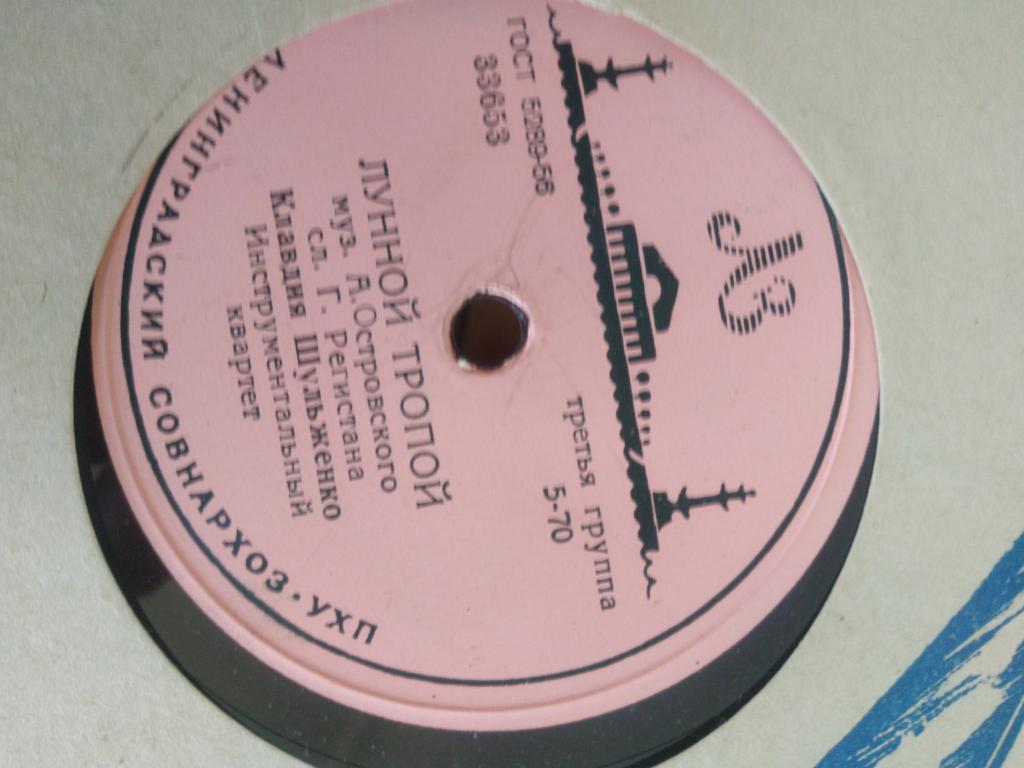 ЛЗ
ГОСТ 5289-56
33653
третья группа
5-70
ЛУННОЙ ТРОПОЙ
муз. А. Островского
сл. Г. Регистана
Клавдия Шульженко
Инструментальный
квартет
ЛЕНИНГРАДСКИЙ СОВНАРХОЗ. УХП